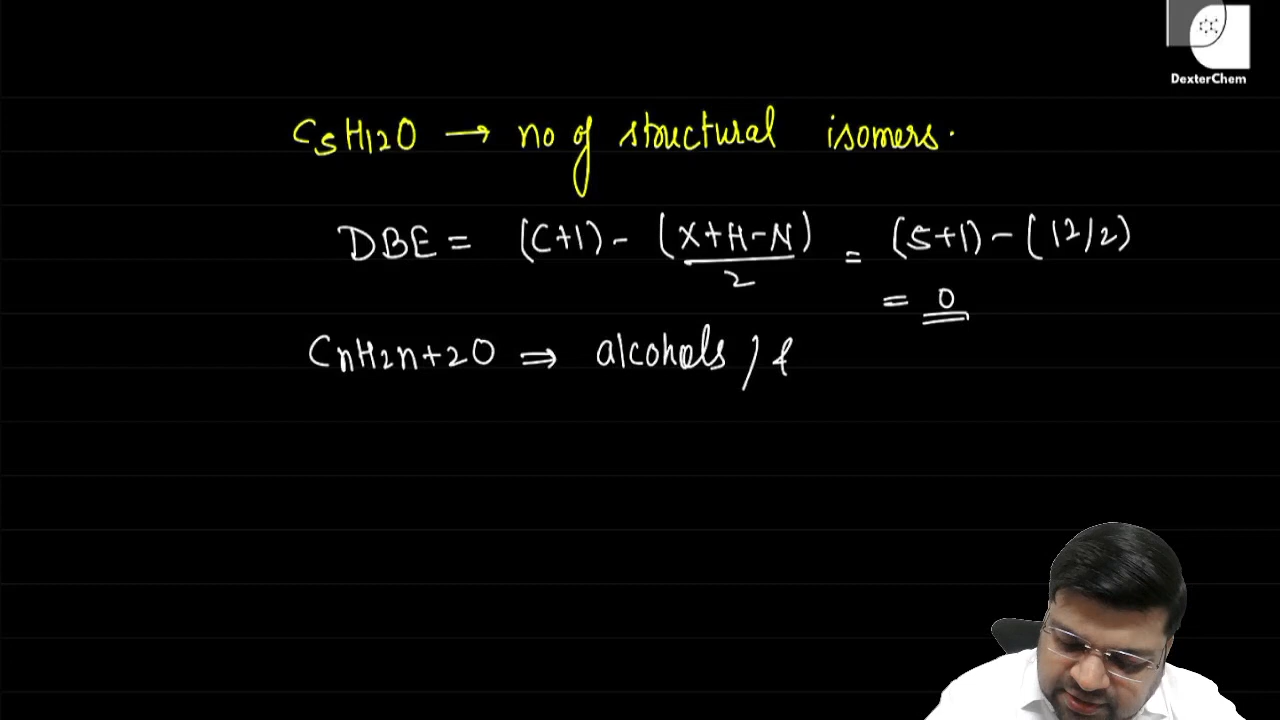 DexterChem
C5H12O → no of structural isomers.
DBE = (C+1) - (X+H-N)/2 = (5+1) - (12/2)
= 0
CnH2n+2O ⇒ alcohols /